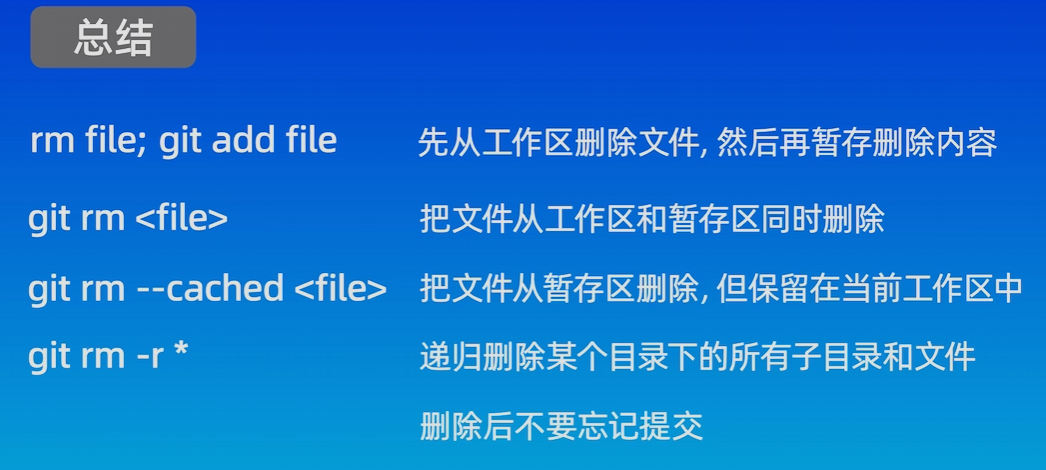 总结
rm file; git add file 先从工作区删除文件, 然后再暂存删除内容
git rm <file> 把文件从工作区和暂存区同时删除
git rm --cached <file> 把文件从暂存区删除, 但保留在当前工作区中
git rm -r * 递归删除某个目录下的所有子目录和文件
删除后不要忘记提交